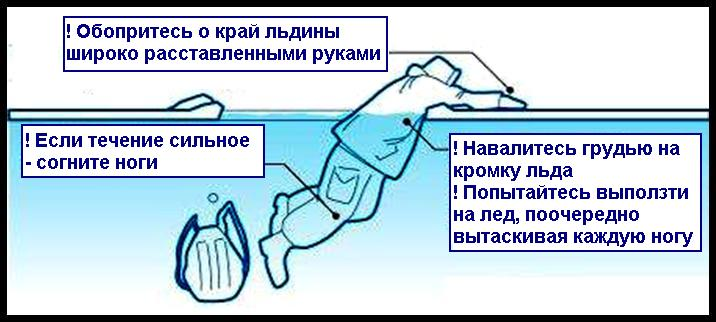 ! Обопритесь о край льдины
широко расставленными руками
! Если течение сильное
- согните ноги
! Навалитесь грудью на
кромку льда
! Попытайтесь выползти
на лед, поочередно
вытаскивая каждую ногу